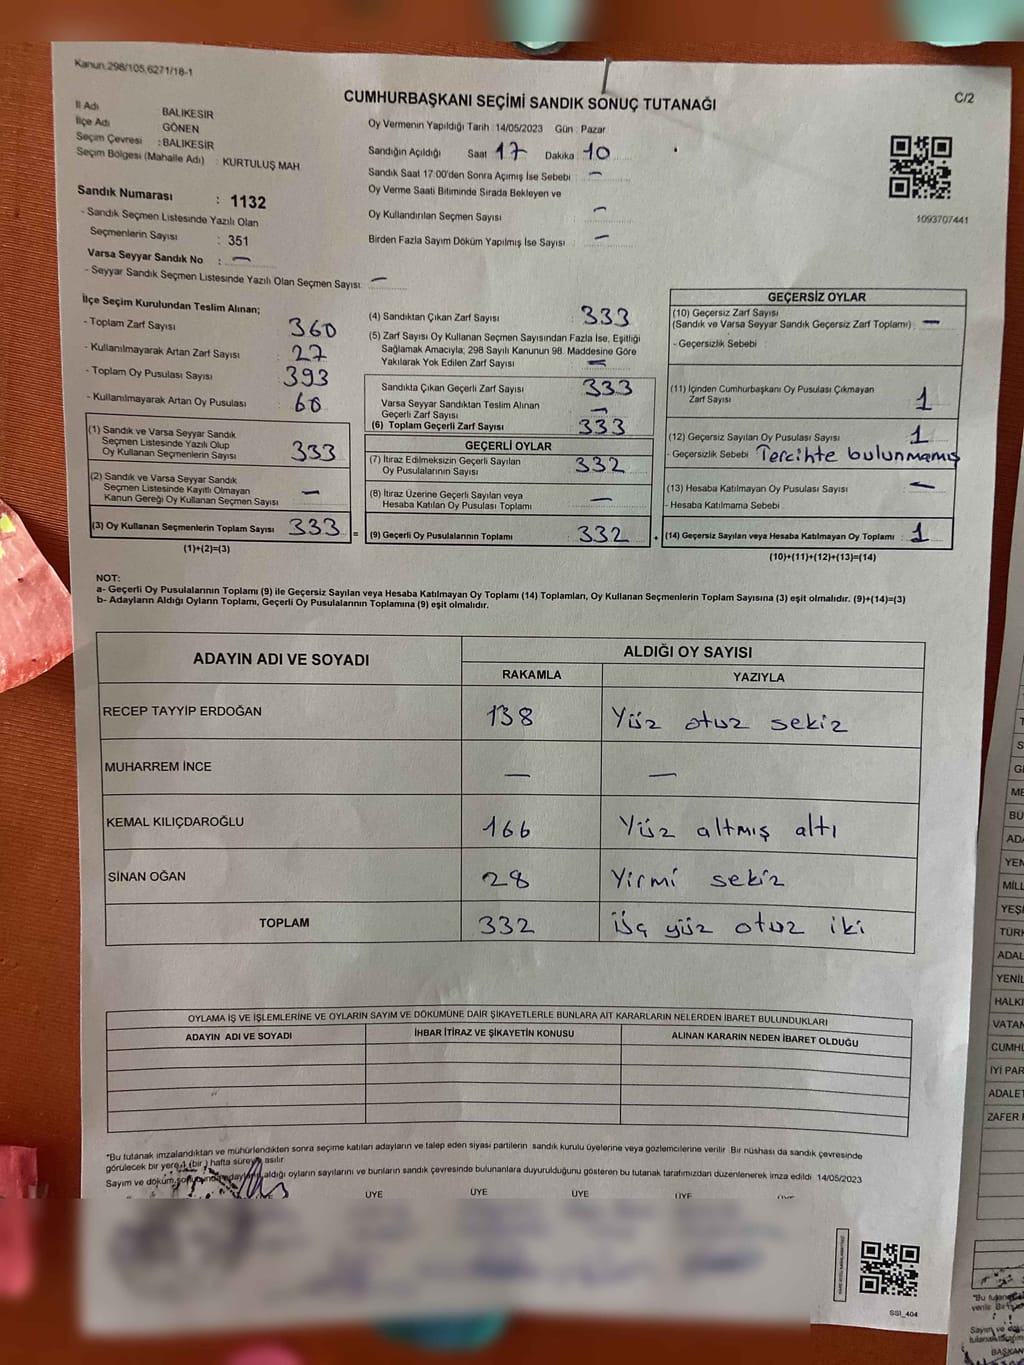 Kanun.298/105,6271/18-1
CUMHURBAŞKANI SEÇİMİ SANDIK SONUÇ TUTANAĞI
C/2
İl Adı BALIKESİR
İlçe Adı GÖNEN
Seçim Çevresi : BALIKESİR
Seçim Bölgesi (Mahalle Adı) : KURTULUŞ MAH
Sandık Numarası : 1132
- Sandık Seçmen Listesinde Yazılı Olan
Seçmenlerin Sayısı : 351
Varsa Seyyar Sandık No : —
- Seyyar Sandık Seçmen Listesinde Yazılı Olan Seçmen Sayısı: —
Oy Vermenin Yapıldığı Tarih : 14/05/2023 Gün : Pazar
Sandığın Açıldığı Saat 17 Dakika 10
Sandık Saat 17:00'den Sonra Açımış İse Sebebi : —
Oy Verme Saati Bitiminde Sırada Bekleyen ve
Oy Kullandırılan Seçmen Sayısı : —
Birden Fazla Sayım Döküm Yapılmış İse Sayısı : —
1093707441
İlçe Seçim Kurulundan Teslim Alınan;
- Toplam Zarf Sayısı : 360
- Kullanılmayarak Artan Zarf Sayısı : 27
- Toplam Oy Pusulası Sayısı : 393
- Kullanılmayarak Artan Oy Pusulası : 60
(1) Sandık ve Varsa Seyyar Sandık
Seçmen Listesinde Yazılı Olup
Oy Kullanan Seçmenlerin Sayısı : 333
(2) Sandık ve Varsa Seyyar Sandık
Seçmen Listesinde Kayıtlı Olmayan
Kanun Gereği Oy Kullanan Seçmen Sayısı : —
(3) Oy Kullanan Seçmenlerin Toplam Sayısı : 333 =
(1)+(2)=(3)
(4) Sandıktan Çıkan Zarf Sayısı : 333
(5) Zarf Sayısı Oy Kullanan Seçmen Sayısından Fazla İse, Eşitliği
Sağlamak Amacıyla, 298 Sayılı Kanunun 98. Maddesine Göre
Yakılarak Yok Edilen Zarf Sayısı : —
Sandıkta Çıkan Geçerli Zarf Sayısı : 333
Varsa Seyyar Sandıktan Teslim Alınan
Geçerli Zarf Sayısı : —
(6) Toplam Geçerli Zarf Sayısı : 333
GEÇERLİ OYLAR
(7) İtiraz Edilmeksizin Geçerli Sayılan
Oy Pusulalarının Sayısı : 332
(8) İtiraz Üzerine Geçerli Sayılan veya
Hesaba Katılan Oy Pusulası Toplamı : —
(9) Geçerli Oy Pusulalarının Toplamı : 332 +
GEÇERSİZ OYLAR
(10) Geçersiz Zarf Sayısı
(Sandık ve Varsa Seyyar Sandık Geçersiz Zarf Toplamı) : —
- Geçersizlik Sebebi :
(11) İçinden Cumhurbaşkanı Oy Pusulası Çıkmayan
Zarf Sayısı : 1
(12) Geçersiz Sayılan Oy Pusulası Sayısı : 1
- Geçersizlik Sebebi Tercihte bulunmamış
(13) Hesaba Katılmayan Oy Pusulası Sayısı : —
- Hesaba Katılmama Sebebi :
(14) Geçersiz Sayılan veya Hesaba Katılmayan Oy Toplamı : 1
(10)+(11)+(12)+(13)=(14)
NOT:
a- Geçerli Oy Pusulalarının Toplamı (9) ile Geçersiz Sayılan veya Hesaba Katılmayan Oy Toplamı (14) Toplamları, Oy Kullanan Seçmenlerin Toplam Sayısına (3) eşit olmalıdır. (9)+(14)=(3)
b- Adayların Aldığı Oyların Toplamı, Geçerli Oy Pusulalarının Toplamına (9) eşit olmalıdır.
ADAYIN ADI VE SOYADI ALDIĞI OY SAYISI
RAKAMLA YAZIYLA
RECEP TAYYİP ERDOĞAN 138 Yüz otuz sekiz
MUHARREM İNCE — —
KEMAL KILIÇDAROĞLU 166 Yüz altmış altı
SİNAN OĞAN 28 Yirmi sekiz
TOPLAM 332 üç yüz otuz iki
OYLAMA İŞ VE İŞLEMLERİNE VE OYLARIN SAYIM VE DÖKÜMÜNE DAİR ŞİKAYETLERLE BUNLARA AİT KARARLARIN NELERDEN İBARET BULUNDUKLARI
ADAYIN ADI VE SOYADI İHBAR İTİRAZ VE ŞİKAYETİN KONUSU ALINAN KARARIN NEDEN İBARET OLDUĞU
"Bu tutanak imzalandıktan ve mühürlendikten sonra seçime katılan adayların ve talep eden siyasi partilerin sandık kurulu üyelerine veya gözlemcilerine verilir. Bir nüshası da sandık çevresinde
görülecek bir yere 1 (bir) hafta süreyle asılır.
Sayım ve döküm aldığı oyların sayılarını ve bunların sandık çevresinde bulunanlara duyurulduğunu gösteren bu tutanak tarafımızdan düzenlenerek imza edildi. 14/05/2023
ÜYE ÜYE ÜYE ÜYE
SSI_404
YENİL
HALKI
VATAN
CUMHU
İYİ PAR
ADALET
ZAFER
BAŞKAN